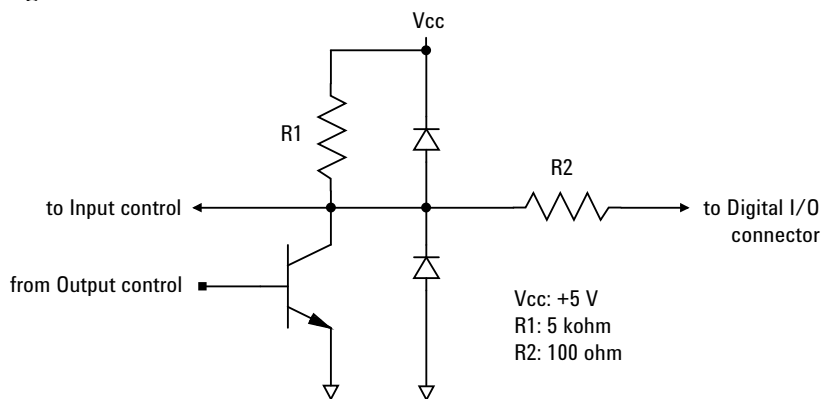 Vcc
R1
R2
to Input control
to Digital I/O
connector
from Output control
Vcc: +5 V
R1: 5 kohm
R2: 100 ohm